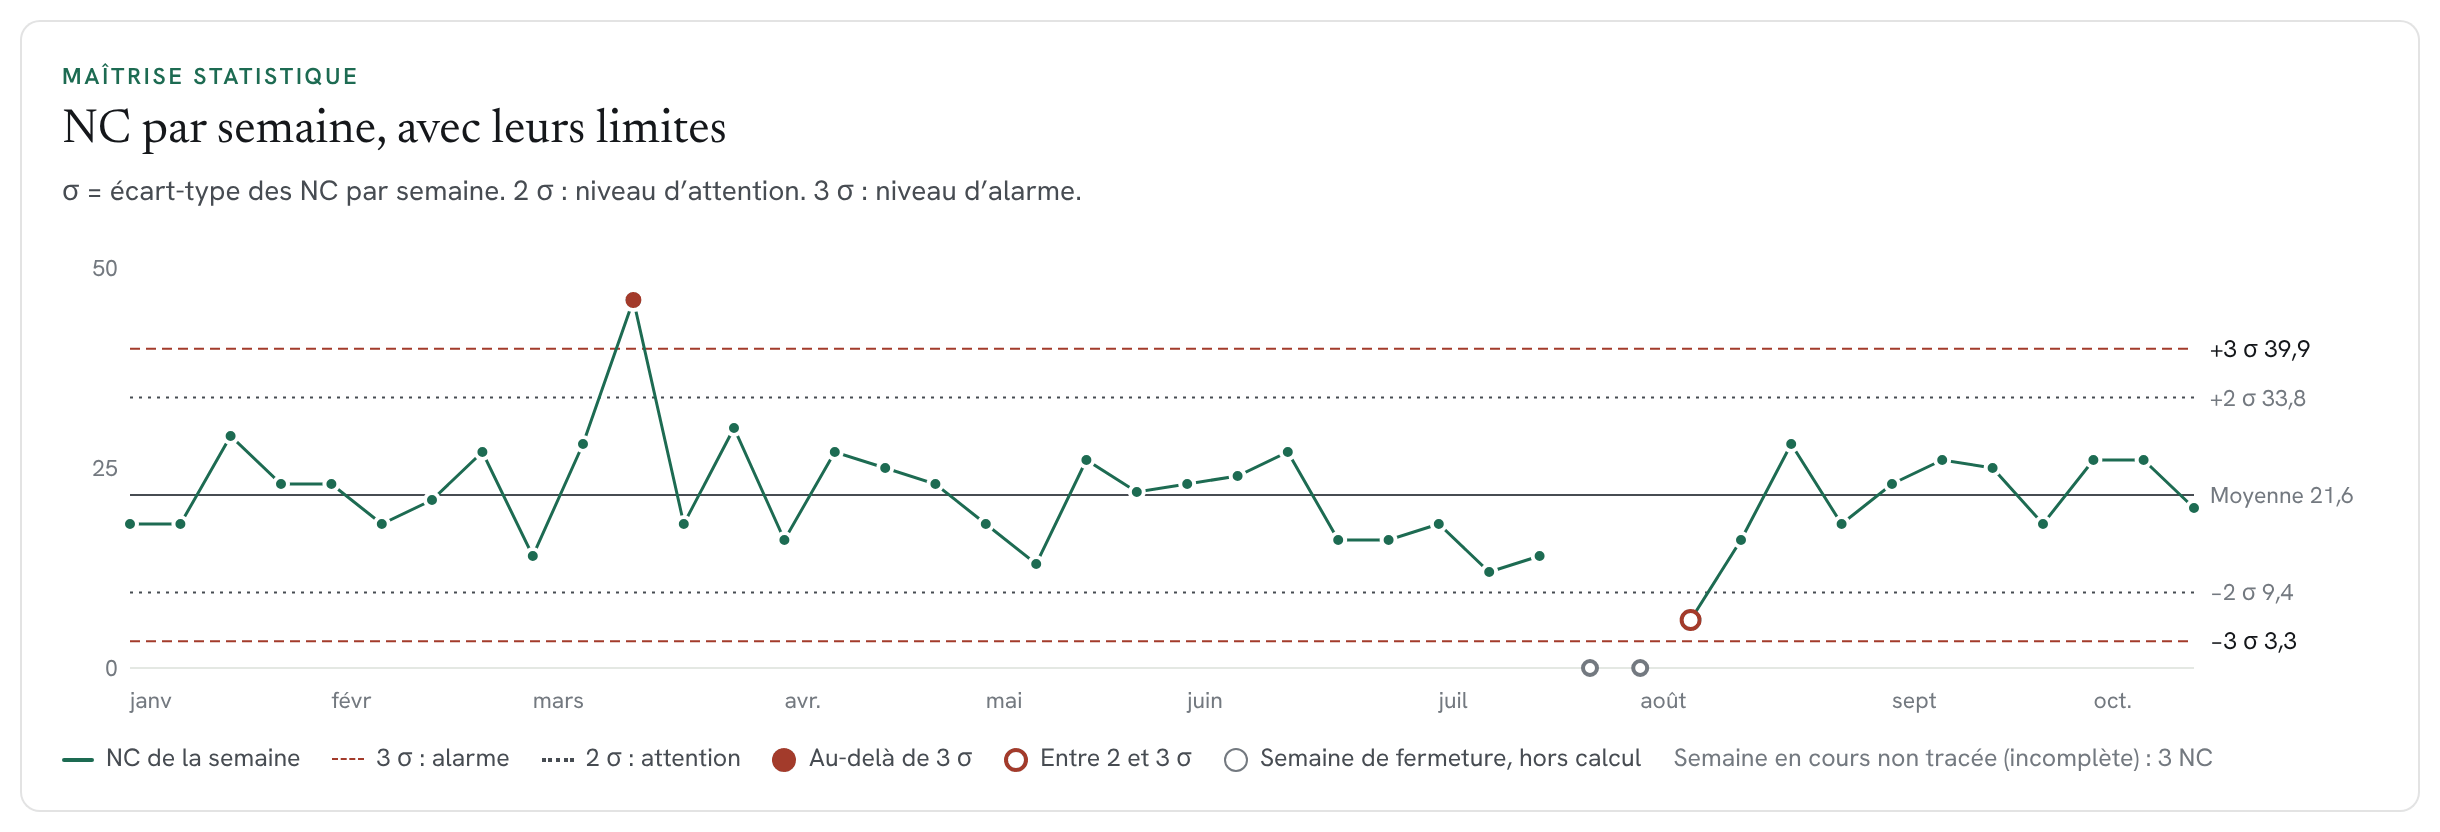 MAÎTRISE STATISTIQUE
NC par semaine, avec leurs limites
σ = écart-type des NC par semaine. 2 σ : niveau d’attention. 3 σ : niveau d’alarme.
50
+3 σ 39,9
+2 σ 33,8
25
Moyenne 21,6
−2 σ 9,4
−3 σ 3,3
0
janv févr mars avr. mai juin juil août sept oct.
NC de la semaine 3 σ : alarme 2 σ : attention Au-delà de 3 σ Entre 2 et 3 σ Semaine de fermeture, hors calcul Semaine en cours non tracée (incomplète) : 3 NC